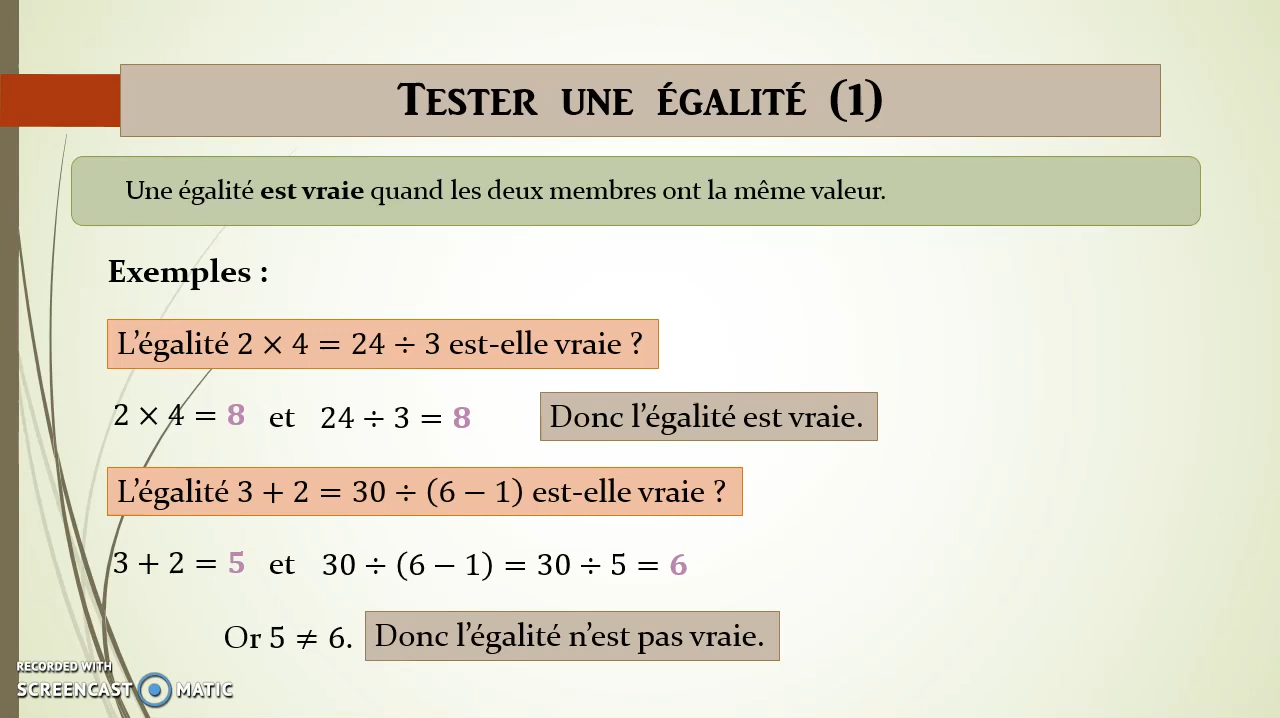 Tester une égalité (1)
Une égalité est vraie quand les deux membres ont la même valeur.
Exemples :
L’égalité 2 × 4 = 24 ÷ 3 est-elle vraie ?
2 × 4 = 8 et 24 ÷ 3 = 8 Donc l’égalité est vraie.
L’égalité 3 + 2 = 30 ÷ (6 − 1) est-elle vraie ?
3 + 2 = 5 et 30 ÷ (6 − 1) = 30 ÷ 5 = 6
Or 5 ≠ 6. Donc l’égalité n’est pas vraie.
RECORDED WITH
SCREENCAST MATIC